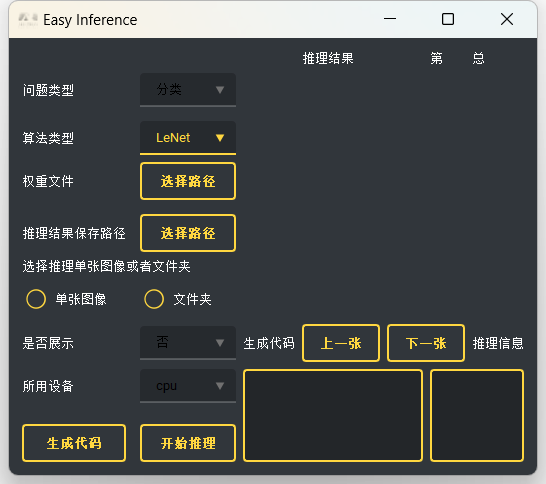 Easy Inference
推理结果 第 总
问题类型 分类
算法类型 LeNet
权重文件 选择路径
推理结果保存路径 选择路径
选择推理单张图像或者文件夹
单张图像 文件夹
是否展示 否 生成代码 上一张 下一张 推理信息
所用设备 cpu
生成代码 开始推理